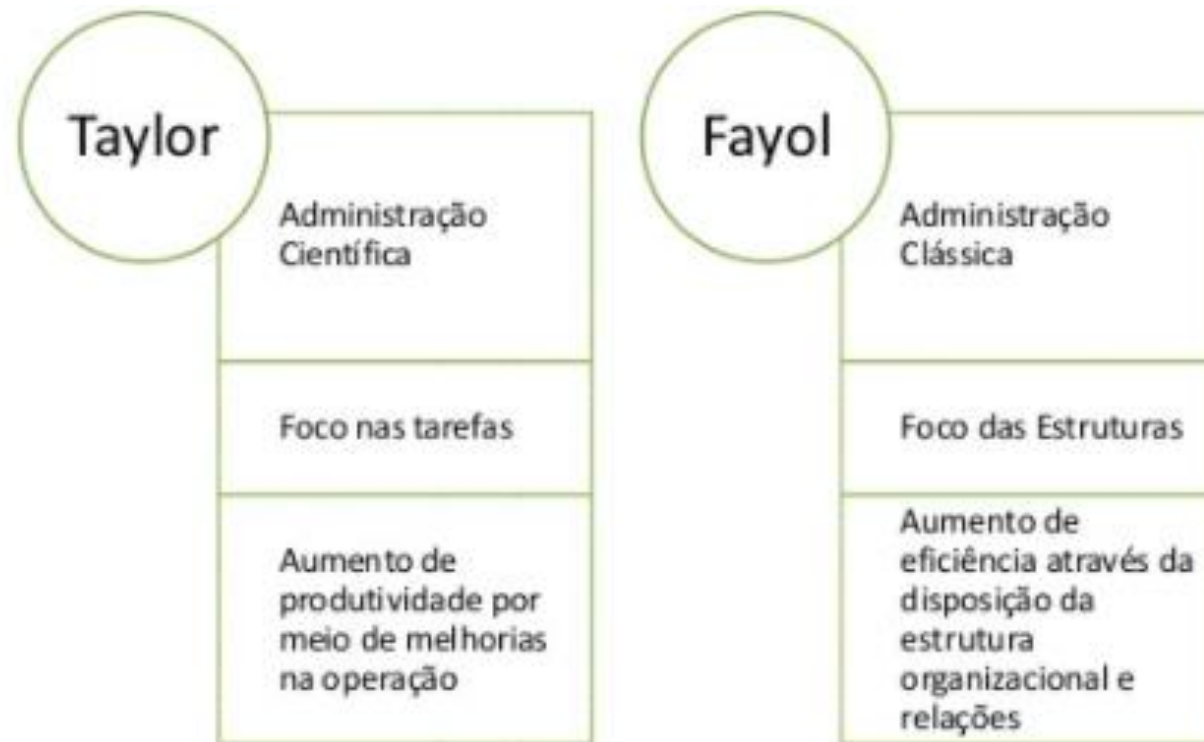 Taylor
Administração
Científica
Foco nas tarefas
Aumento de
produtividade por
meio de melhorias
na operação
Fayol
Administração
Clássica
Foco das Estruturas
Aumento de
eficiência através da
disposição da
estrutura
organizacional e
relações